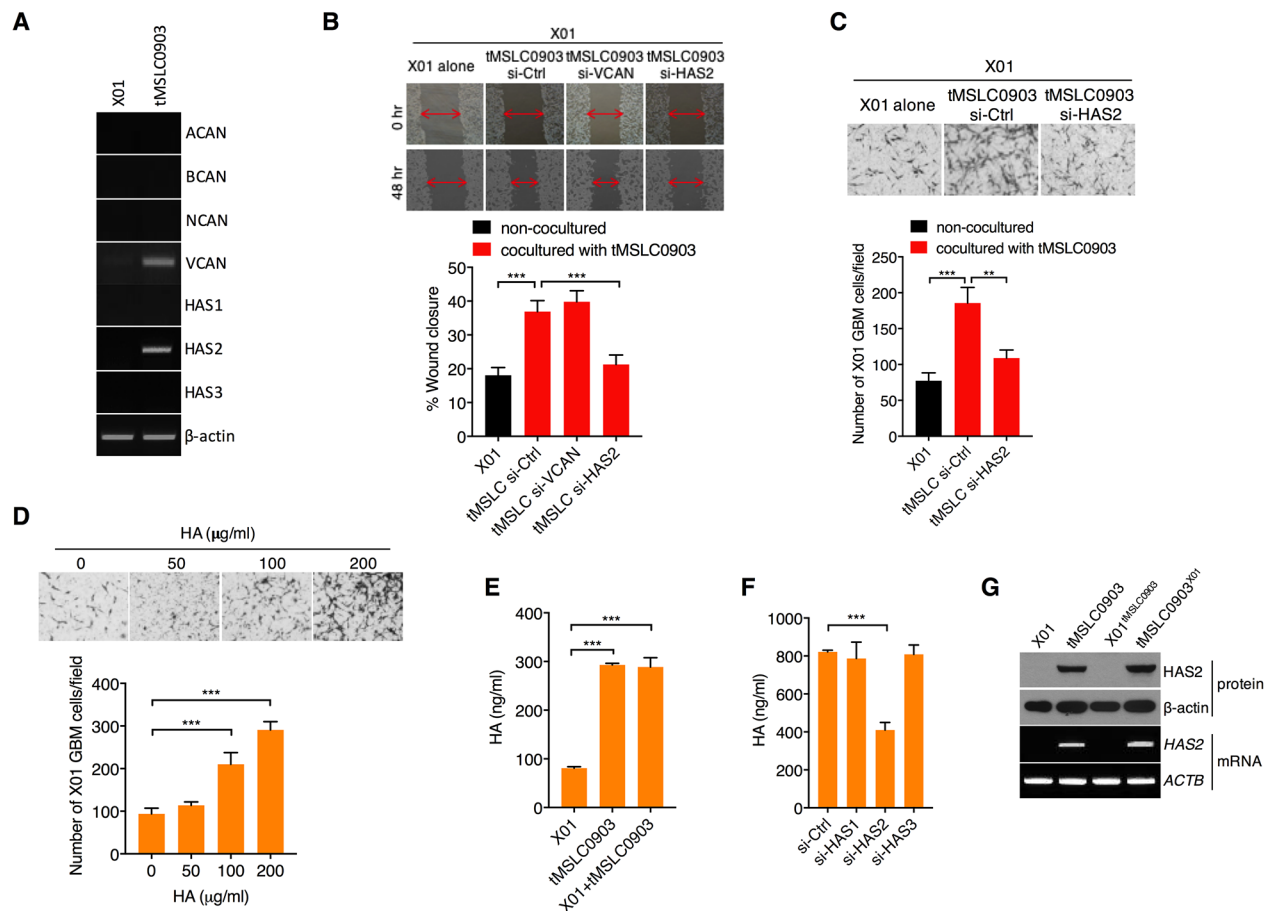 A
X01
tMSLC0903
ACAN
BCAN
NCAN
VCAN
HAS1
HAS2
HAS3
β-actin
B
X01
X01 alone
tMSLC0903
si-Ctrl
tMSLC0903
si-VCAN
tMSLC0903
si-HAS2
0 hr
48 hr
non-cocultured
cocultured with tMSLC0903
% Wound closure
50
40
30
20
10
0
***
***
X01
tMSLC si-Ctrl
tMSLC si-VCAN
tMSLC si-HAS2
C
X01
X01 alone
tMSLC0903
si-Ctrl
tMSLC0903
si-HAS2
non-cocultured
cocultured with tMSLC0903
Number of X01 GBM cells/field
250
200
150
100
50
0
***
**
X01
tMSLC si-Ctrl
tMSLC si-HAS2
D
HA (μg/ml)
0 50 100 200
Number of X01 GBM cells/field
400
300
200
100
0
***
***
0 50 100 200
HA (μg/ml)
E
HA (ng/ml)
400
300
200
100
0
***
***
X01
tMSLC0903
X01+tMSLC0903
F
HA (ng/ml)
1000
800
600
400
200
0
***
si-Ctrl
si-HAS1
si-HAS2
si-HAS3
G
X01
tMSLC0903
X01tMSLC0903
tMSLC0903X01
HAS2
β-actin
protein
HAS2
ACTB
mRNA